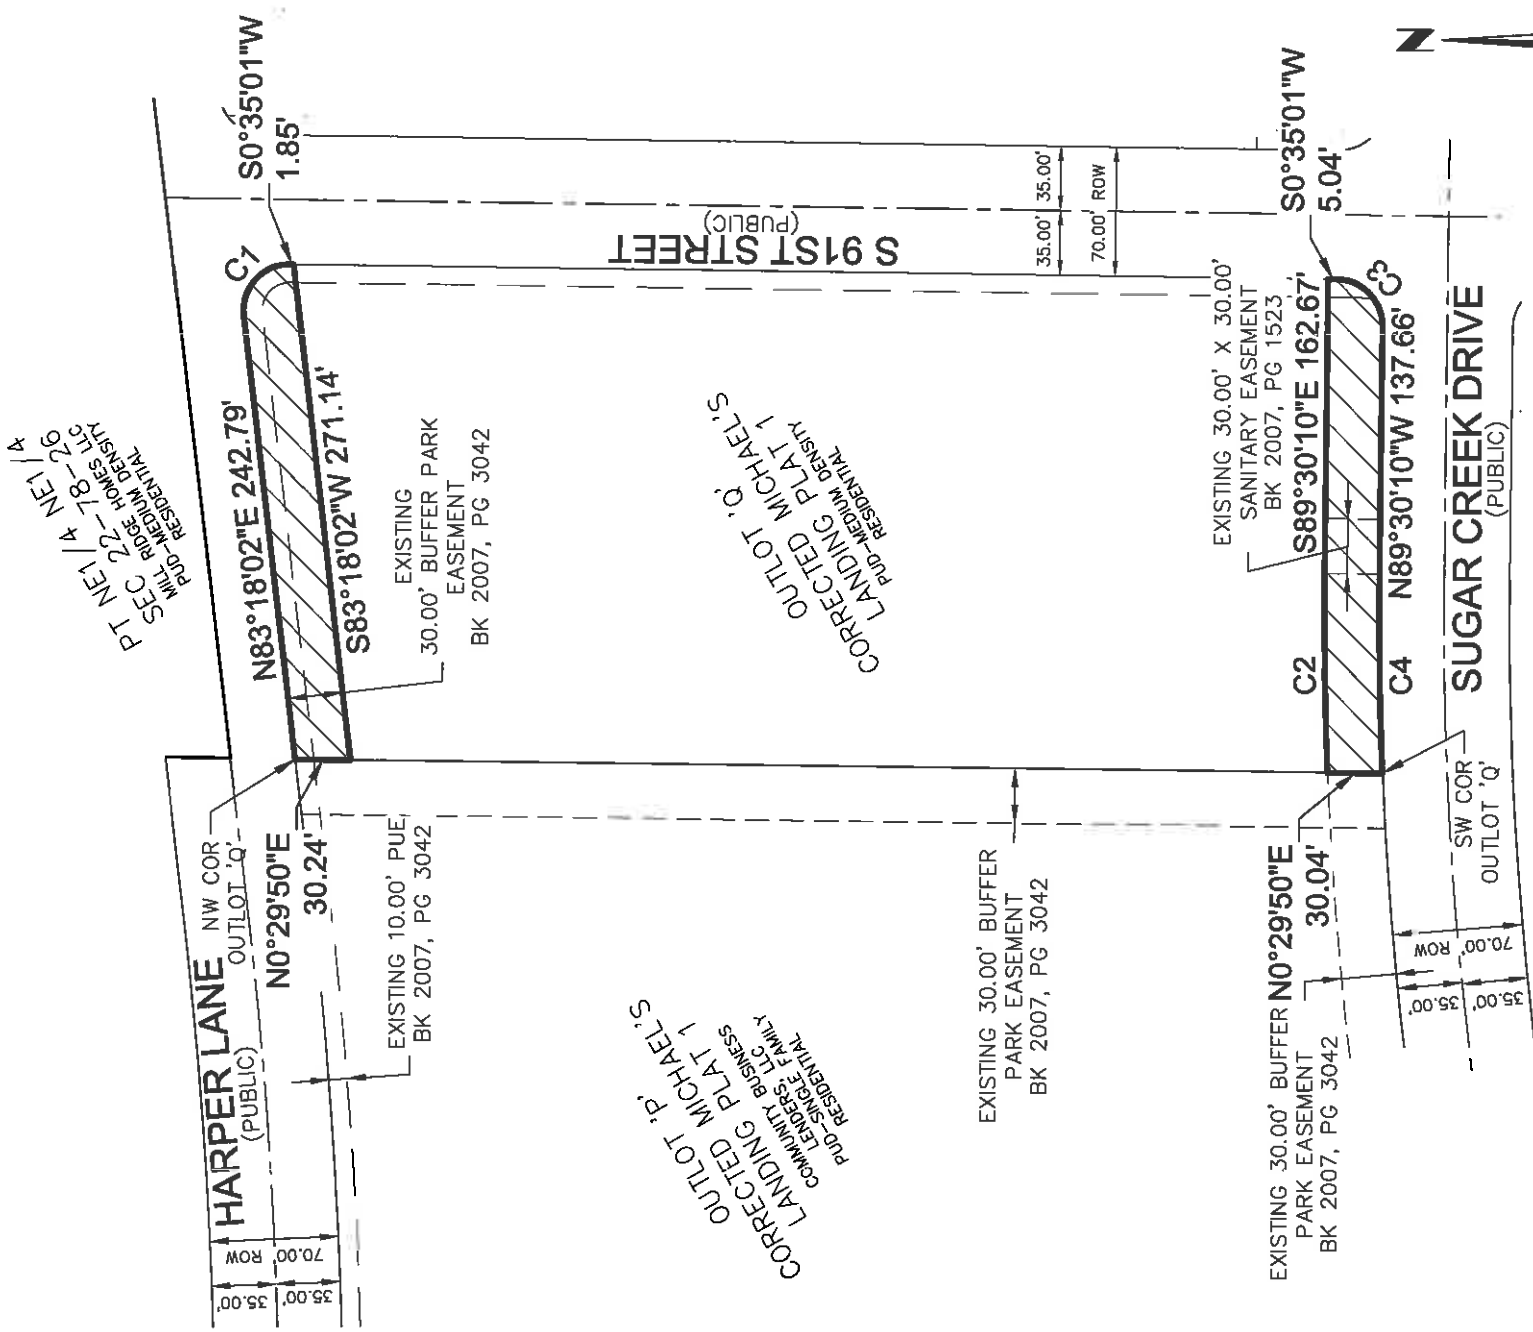 N
PT NE1/4 NE1/4
SEC 22-78-26
MILL RIDGE HOMES LLC
PUD-MEDIUM DENSITY
RESIDENTIAL
S0°35'01"W
1.85'
C1
N83°18'02"E 242.79'
S83°18'02"W 271.14'
EXISTING
30.00' BUFFER PARK
EASEMENT
BK 2007, PG 3042
HARPER LANE
(PUBLIC)
NW COR
OUTLOT 'Q'
N0°29'50"E
30.24'
EXISTING 10.00' PUE
BK 2007, PG 3042
35.00'
35.00'
70.00' ROW
S 91ST STREET
(PUBLIC)
35.00'
35.00'
70.00' ROW
OUTLOT 'Q'
CORRECTED MICHAEL'S
LANDING PLAT 1
PUD-MEDIUM DENSITY
RESIDENTIAL
OUTLOT 'P'
CORRECTED MICHAEL'S
LANDING PLAT 1
COMMUNITY BUSINESS
LENDERS, LLC
PUD-SINGLE FAMILY
RESIDENTIAL
EXISTING 30.00' BUFFER
PARK EASEMENT
BK 2007, PG 3042
EXISTING 30.00' X 30.00'
SANITARY EASEMENT
BK 2007, PG 1523
S0°35'01"W
5.04'
C2
S89°30'10"E 162.67'
C3
C4
N89°30'10"W 137.66'
SUGAR CREEK DRIVE
(PUBLIC)
N0°29'50"E
30.04'
SW COR
OUTLOT 'Q'
EXISTING 30.00' BUFFER
PARK EASEMENT
BK 2007, PG 3042
35.00'
35.00'
70.00' ROW